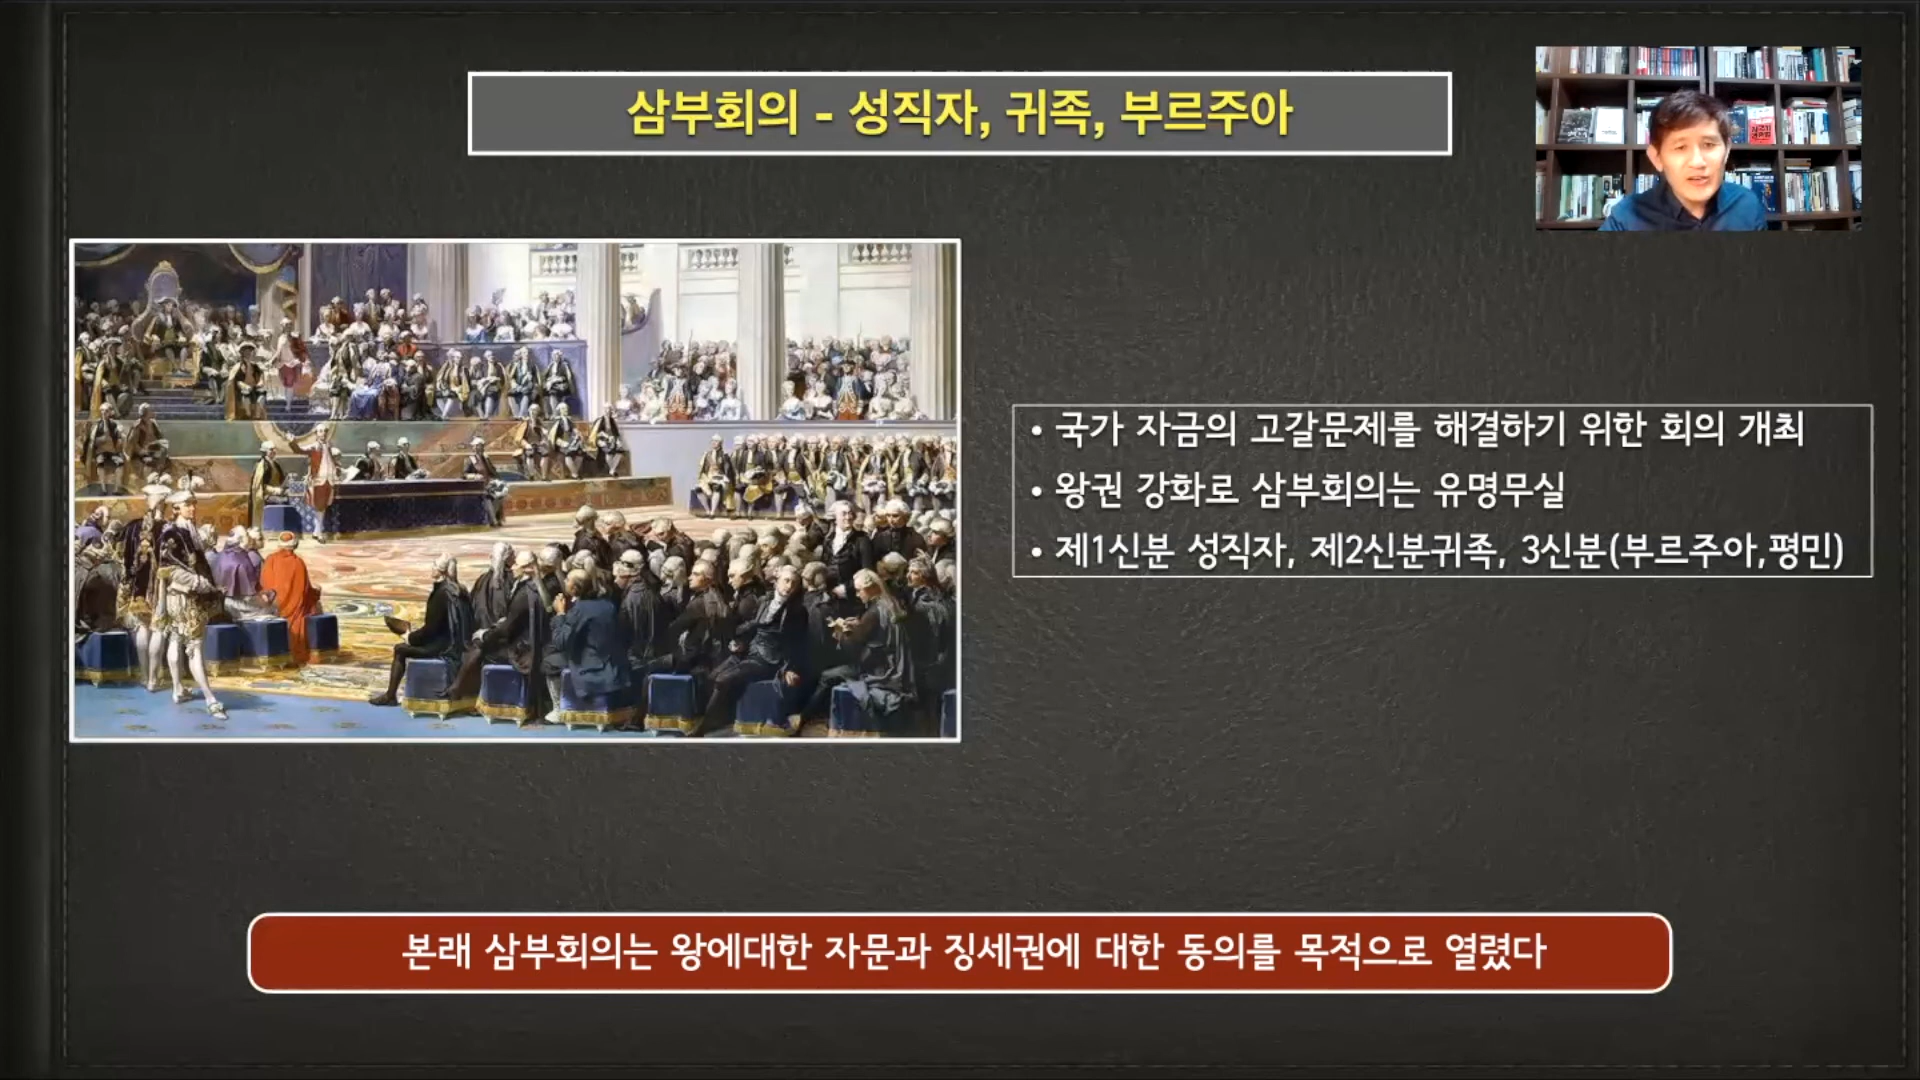 삼부회의 - 성직자, 귀족, 부르주아
• 국가 자금의 고갈문제를 해결하기 위한 회의 개최
• 왕권 강화로 삼부회의는 유명무실
• 제1신분 성직자, 제2신분귀족, 3신분(부르주아,평민)
본래 삼부회의는 왕에대한 자문과 징세권에 대한 동의를 목적으로 열렸다